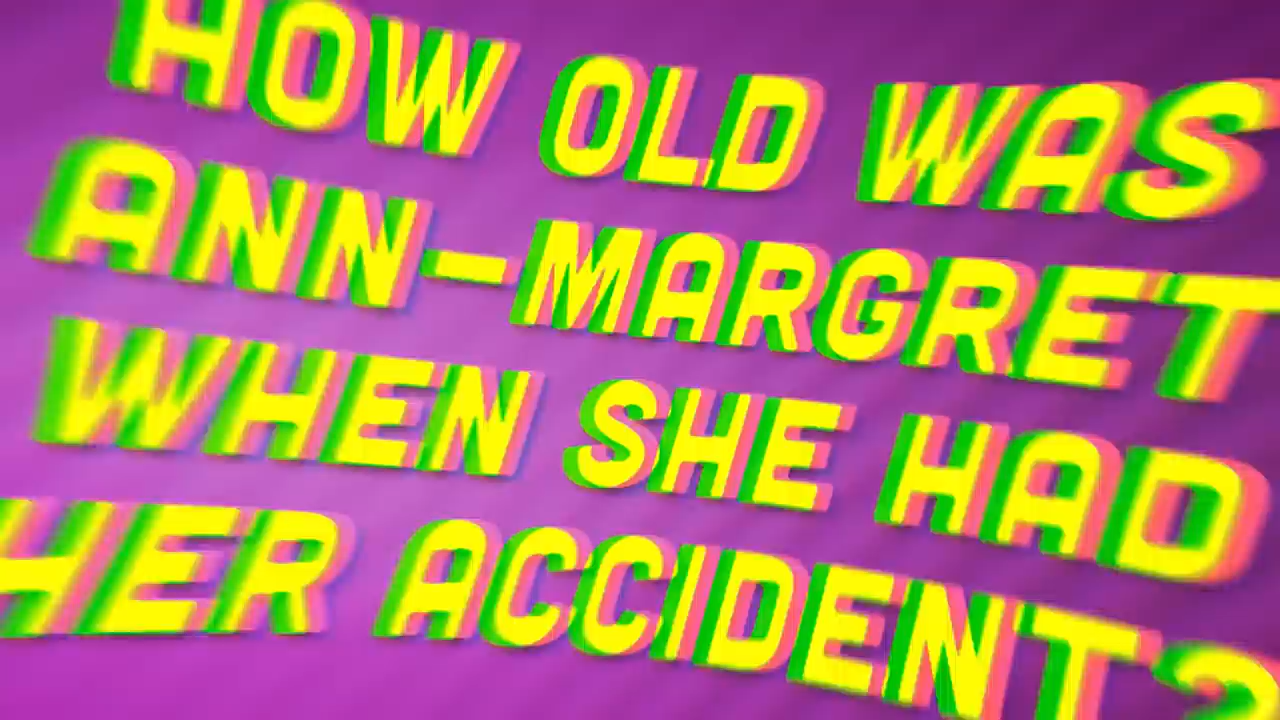 HOW OLD WAS
ANN-MARGRET
WHEN SHE HAD
HER ACCIDENT?